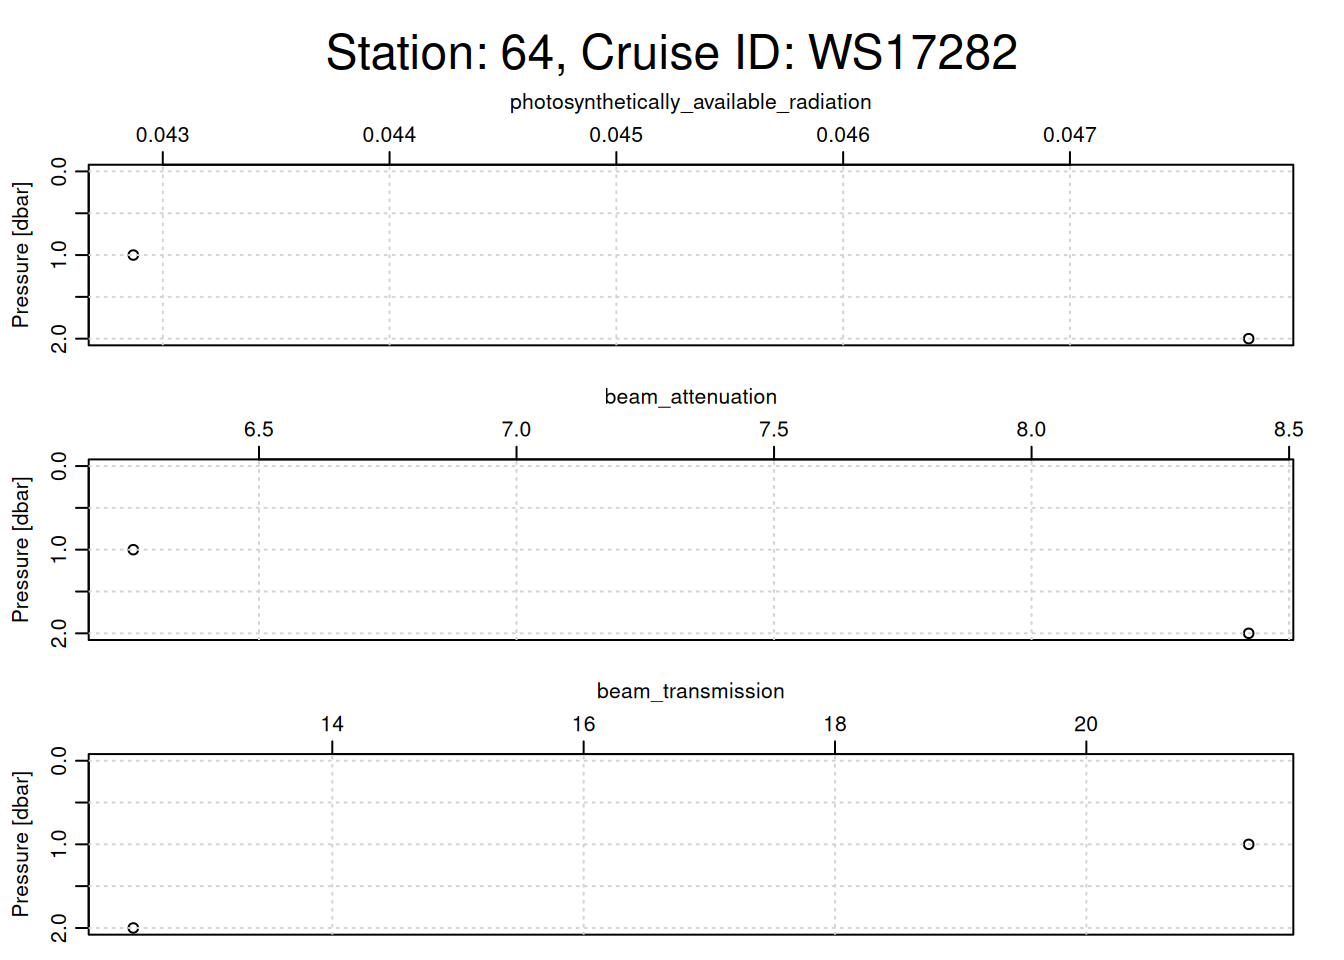 Station: 64, Cruise ID: WS17282
photosynthetically_available_radiation
0.043 0.044 0.045 0.046 0.047
Pressure [dbar]
0.0
1.0
2.0
beam_attenuation
6.5 7.0 7.5 8.0 8.5
Pressure [dbar]
0.0
1.0
2.0
beam_transmission
14 16 18 20
Pressure [dbar]
0.0
1.0
2.0